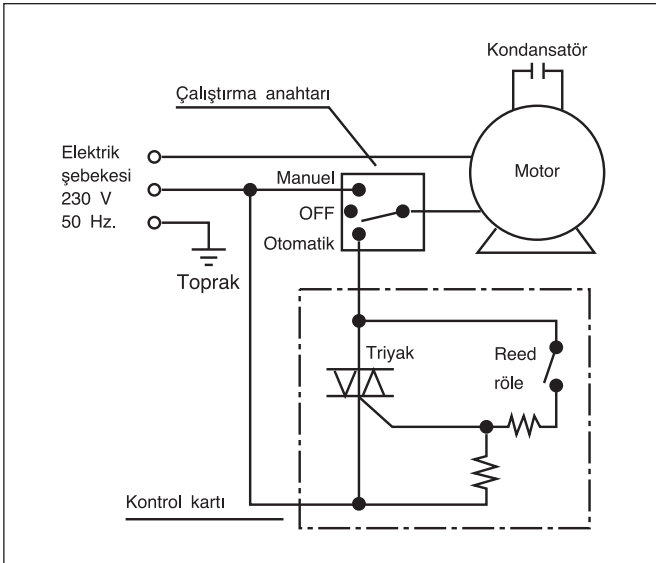 Kondansatör
Çalıştırma anahtarı
Elektrik
şebekesi
230 V
50 Hz.
Manuel
OFF
Otomatik
Motor
Toprak
Triyak
Reed
röle
Kontrol kartı